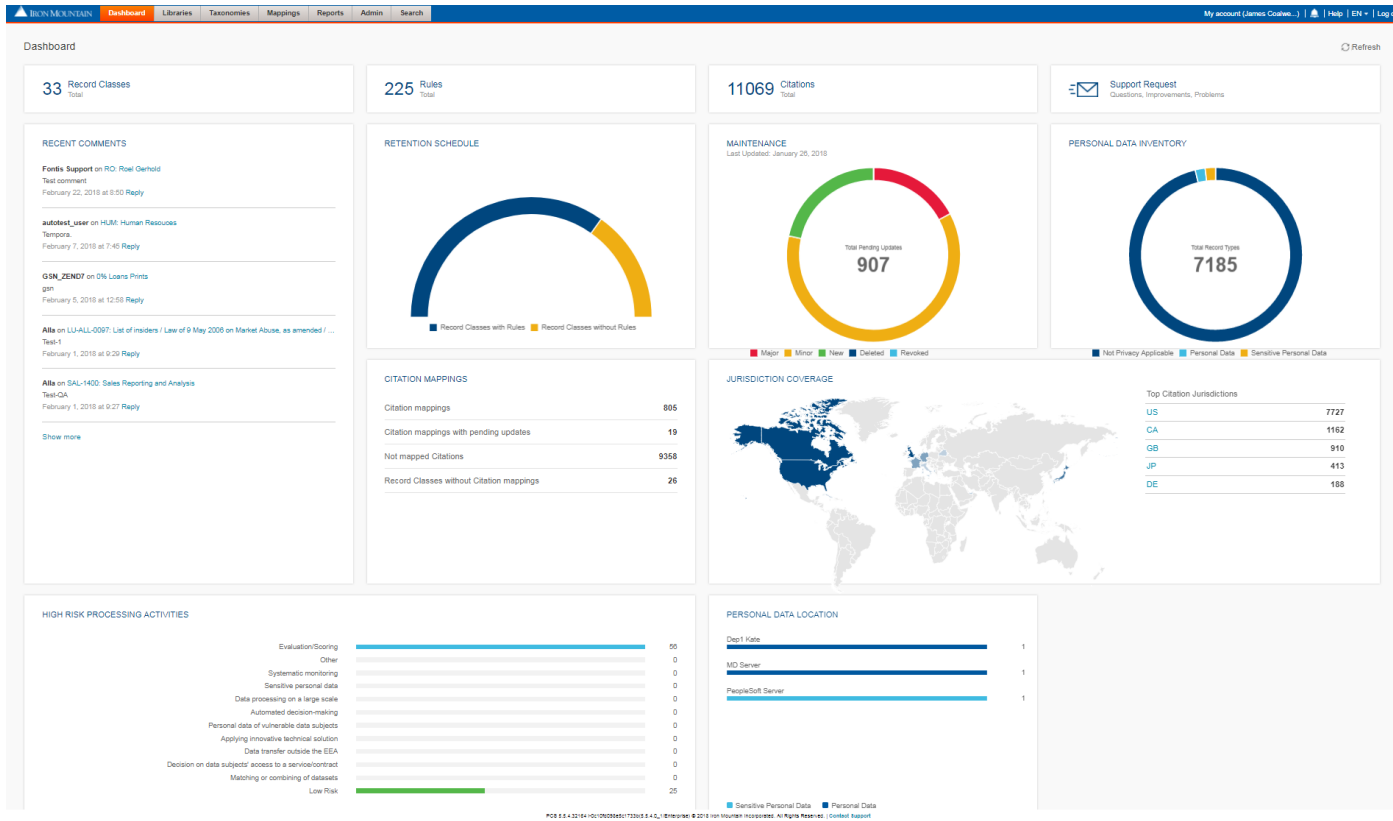 IRON MOUNTAIN Dashboard Libraries Taxonomies Mappings Reports Admin Search My account (James Coalwe...) | Help | EN | Log
Dashboard
Refresh
33 Record Classes
Total
225 Rules
Total
11069 Citations
Total
Support Request
Questions, Improvements, Problems
RECENT COMMENTS
Fontis Support on RO: Roel Gerhold
Test comment
February 22, 2018 at 8:50 Reply
autotest_user on HUM: Human Resouces
Tempora.
February 7, 2018 at 7:45 Reply
GSN_ZEND7 on 0% Loans Prints
gsn
February 5, 2018 at 12:58 Reply
Alla on LU-ALL-0097: List of insiders / Law of 9 May 2006 on Market Abuse, as amended / ...
Test-1
February 1, 2018 at 9:29 Reply
Alla on SAL-1400: Sales Reporting and Analysis
Test-QA
February 1, 2018 at 9:27 Reply
Show more
RETENTION SCHEDULE
Record Classes with Rules Record Classes without Rules
MAINTENANCE
Last Updated: January 26, 2018
Total Pending Updates
907
Major Minor New Deleted Revoked
PERSONAL DATA INVENTORY
Total Record Types
7185
Not Privacy Applicable Personal Data Sensitive Personal Data
CITATION MAPPINGS
Citation mappings 805
Citation mappings with pending updates 19
Not mapped Citations 9358
Record Classes without Citation mappings 26
JURISDICTION COVERAGE
Top Citation Jurisdictions
US 7727
CA 1162
GB 910
JP 413
DE 188
HIGH RISK PROCESSING ACTIVITIES
Evaluation/Scoring 56
Other 0
Systematic monitoring 0
Sensitive personal data 0
Data processing on a large scale 0
Automated decision-making 0
Personal data of vulnerable data subjects 0
Applying innovative technical solution 0
Data transfer outside the EEA 0
Decision on data subjects' access to a service/contract 0
Matching or combining of datasets 0
Low Risk 25
PERSONAL DATA LOCATION
Dep1 Kate 1
MD Server 1
PeopleSoft Server 1
Sensitive Personal Data Personal Data
© 2018 Iron Mountain Incorporated. All Rights Reserved. | Contact Support